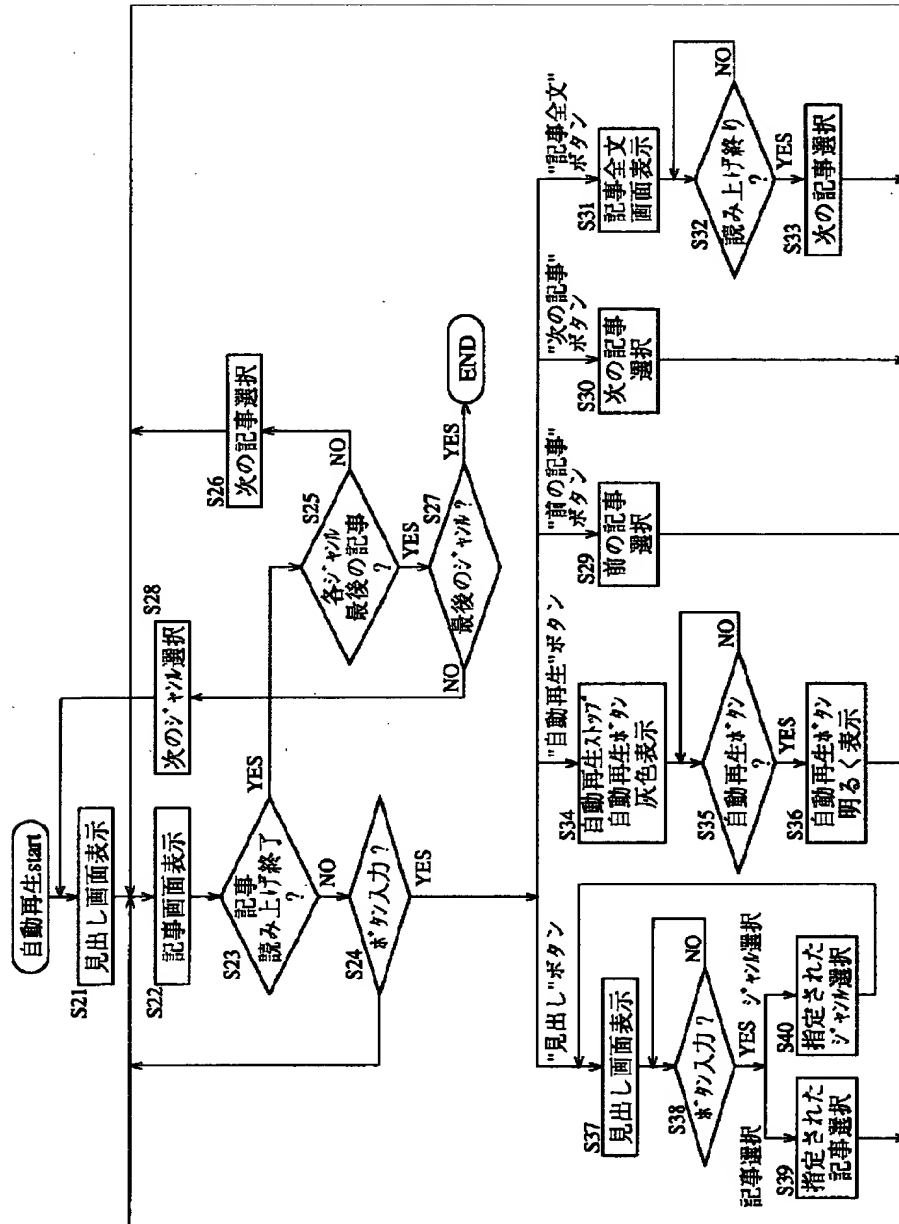 自動再生start
S21
見出し画面表示
S22
記事画面表示
S23
記事
読み上げ終了
?
YES
NO
S24
ボタン入力?
YES
S28
次のジャンル選択
S26
次の記事選択
S25
各ジャンル
最後の記事
?
NO
YES
S27
最後のジャンル?
NO
YES
END
"見出し"ボタン
S37
見出し画面表示
S38
ボタン入力?
NO
YES
記事選択
ジャンル選択
S39
指定された
記事選択
S40
指定された
ジャンル選択
"自動再生"ボタン
S34
自動再生ストップ
自動再生ボタン
灰色表示
S35
自動再生ボタン
?
NO
YES
S36
自動再生ボタン
明るく表示
"前の記事"
ボタン
S29
前の記事
選択
"次の記事"
ボタン
S30
次の記事
選択
"記事全文"
ボタン
S31
記事全文
画面表示
S32
読み上げ終り
?
NO
YES
S33
次の記事選択